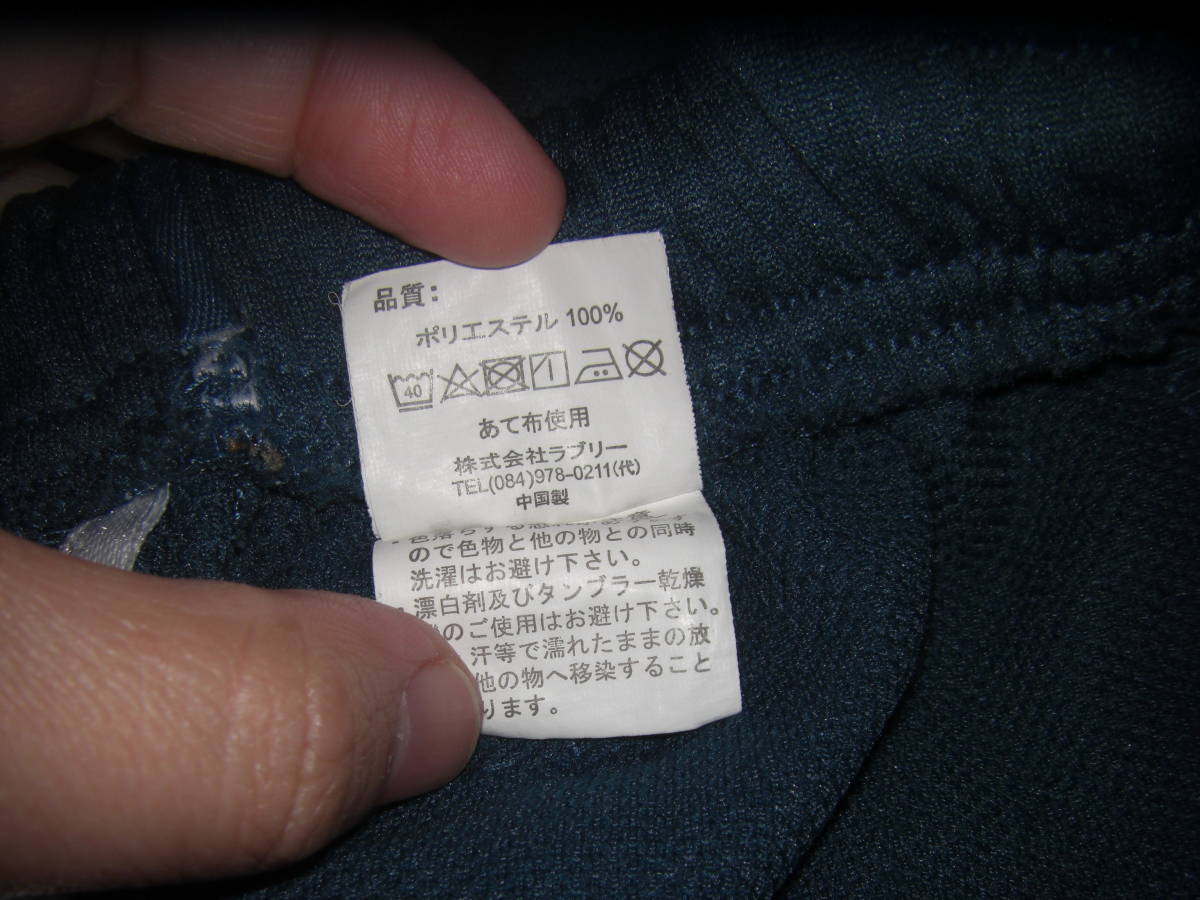 品質:
ポリエステル 100%
40
あて布使用
株式会社ラブリー
TEL(084)978-0211(代)
中国製
ので色物と他の物との同時
洗濯はお避け下さい。
・漂白剤及びタンブラー乾燥
のご使用はお避け下さい。
汗等で濡れたままの放
他の物へ移染すること
ります。